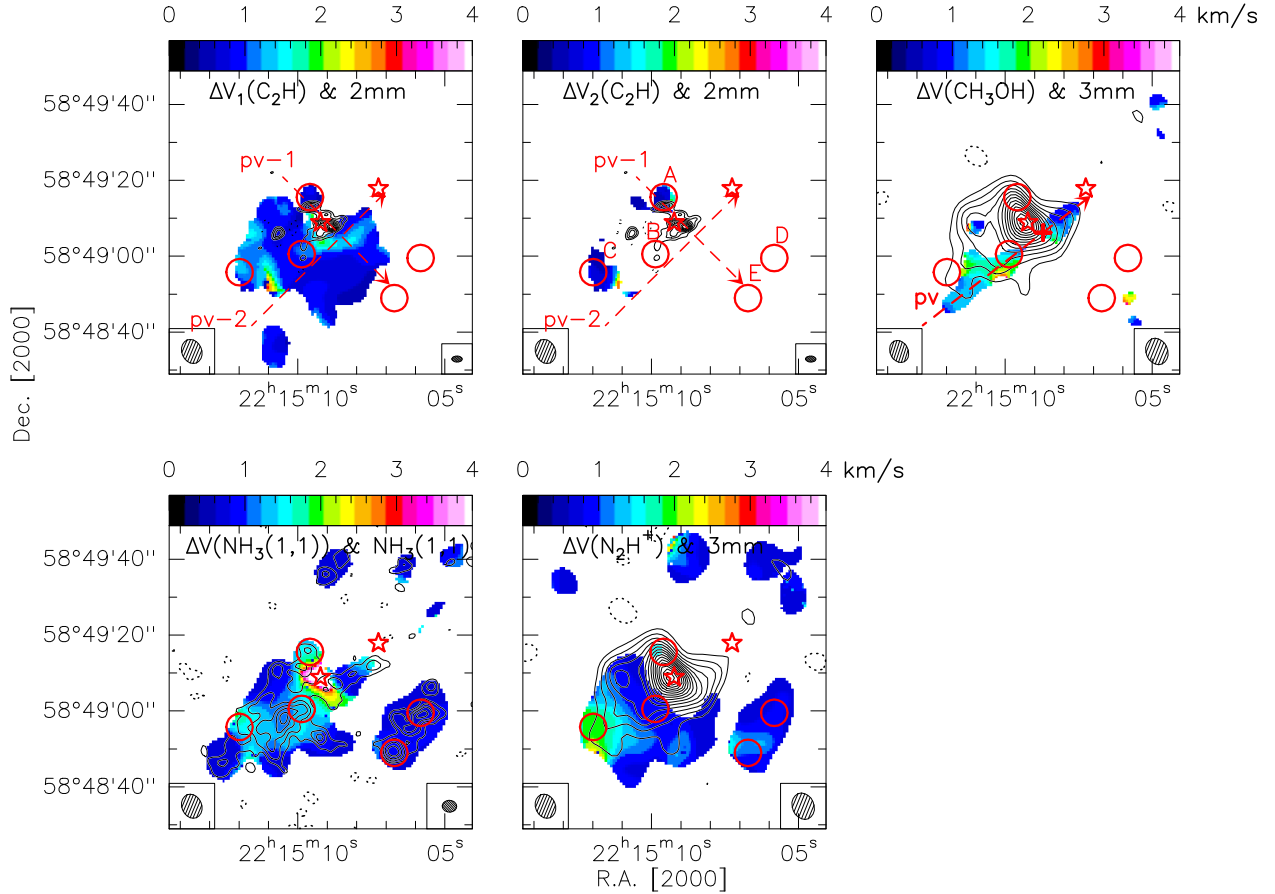 0 1 2 3 4 0 1 2 3 4 0 1 2 3 4 km/s
ΔV₁(C₂H) & 2mm
ΔV₂(C₂H) & 2mm
ΔV(CH₃OH) & 3mm
58°49'40''
58°49'20''
58°49'00''
58°48'40''
pv-1
pv-2
pv-1
A
B
C
D
E
pv-2
pv
22ʰ15ᵐ10ˢ 05ˢ
22ʰ15ᵐ10ˢ 05ˢ
22ʰ15ᵐ10ˢ 05ˢ
Dec. [2000]
0 1 2 3 4 0 1 2 3 4 km/s
ΔV(NH₃(1,1)) & NH₃(1,1)
ΔV(N₂H⁺) & 3mm
58°49'40''
58°49'20''
58°49'00''
58°48'40''
22ʰ15ᵐ10ˢ 05ˢ
22ʰ15ᵐ10ˢ 05ˢ
R.A. [2000]